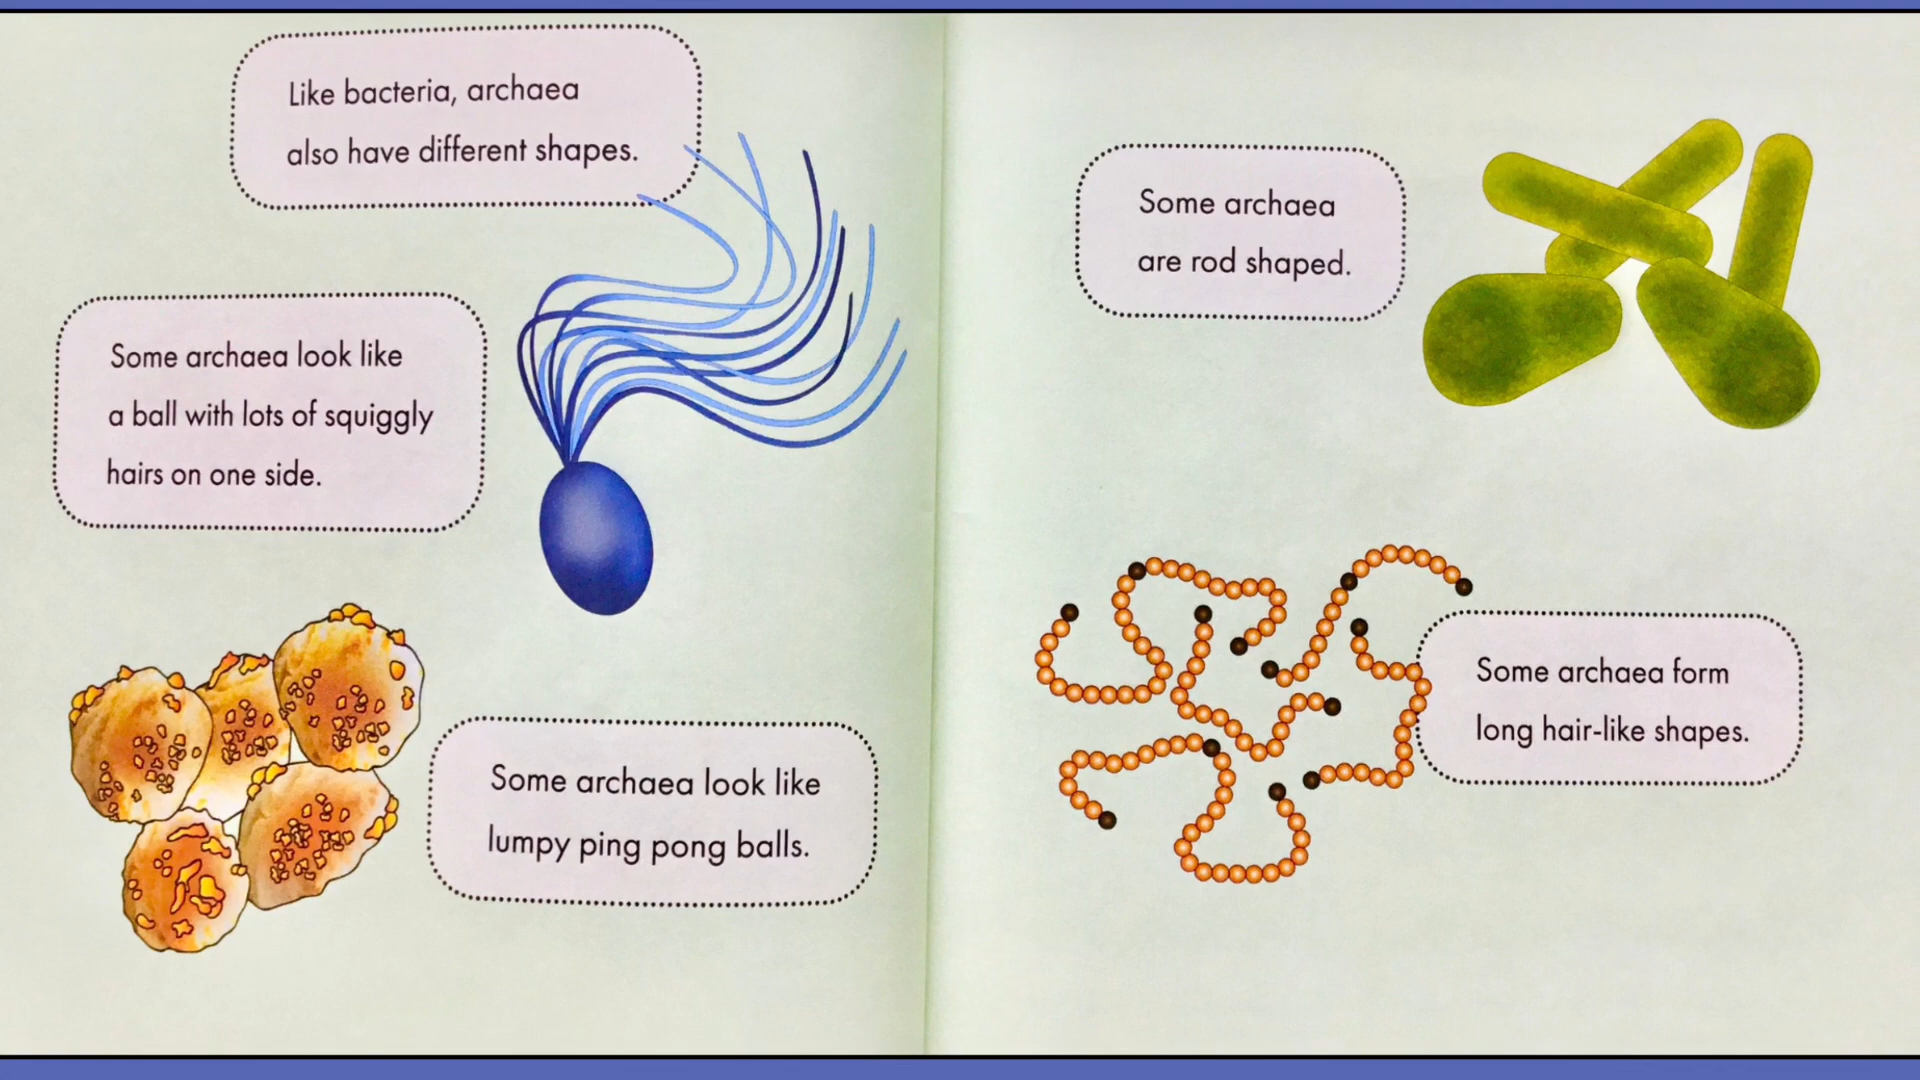 Like bacteria, archaea
also have different shapes.
Some archaea look like
a ball with lots of squiggly
hairs on one side.
Some archaea look like
lumpy ping pong balls.
Some archaea
are rod shaped.
Some archaea form
long hair-like shapes.